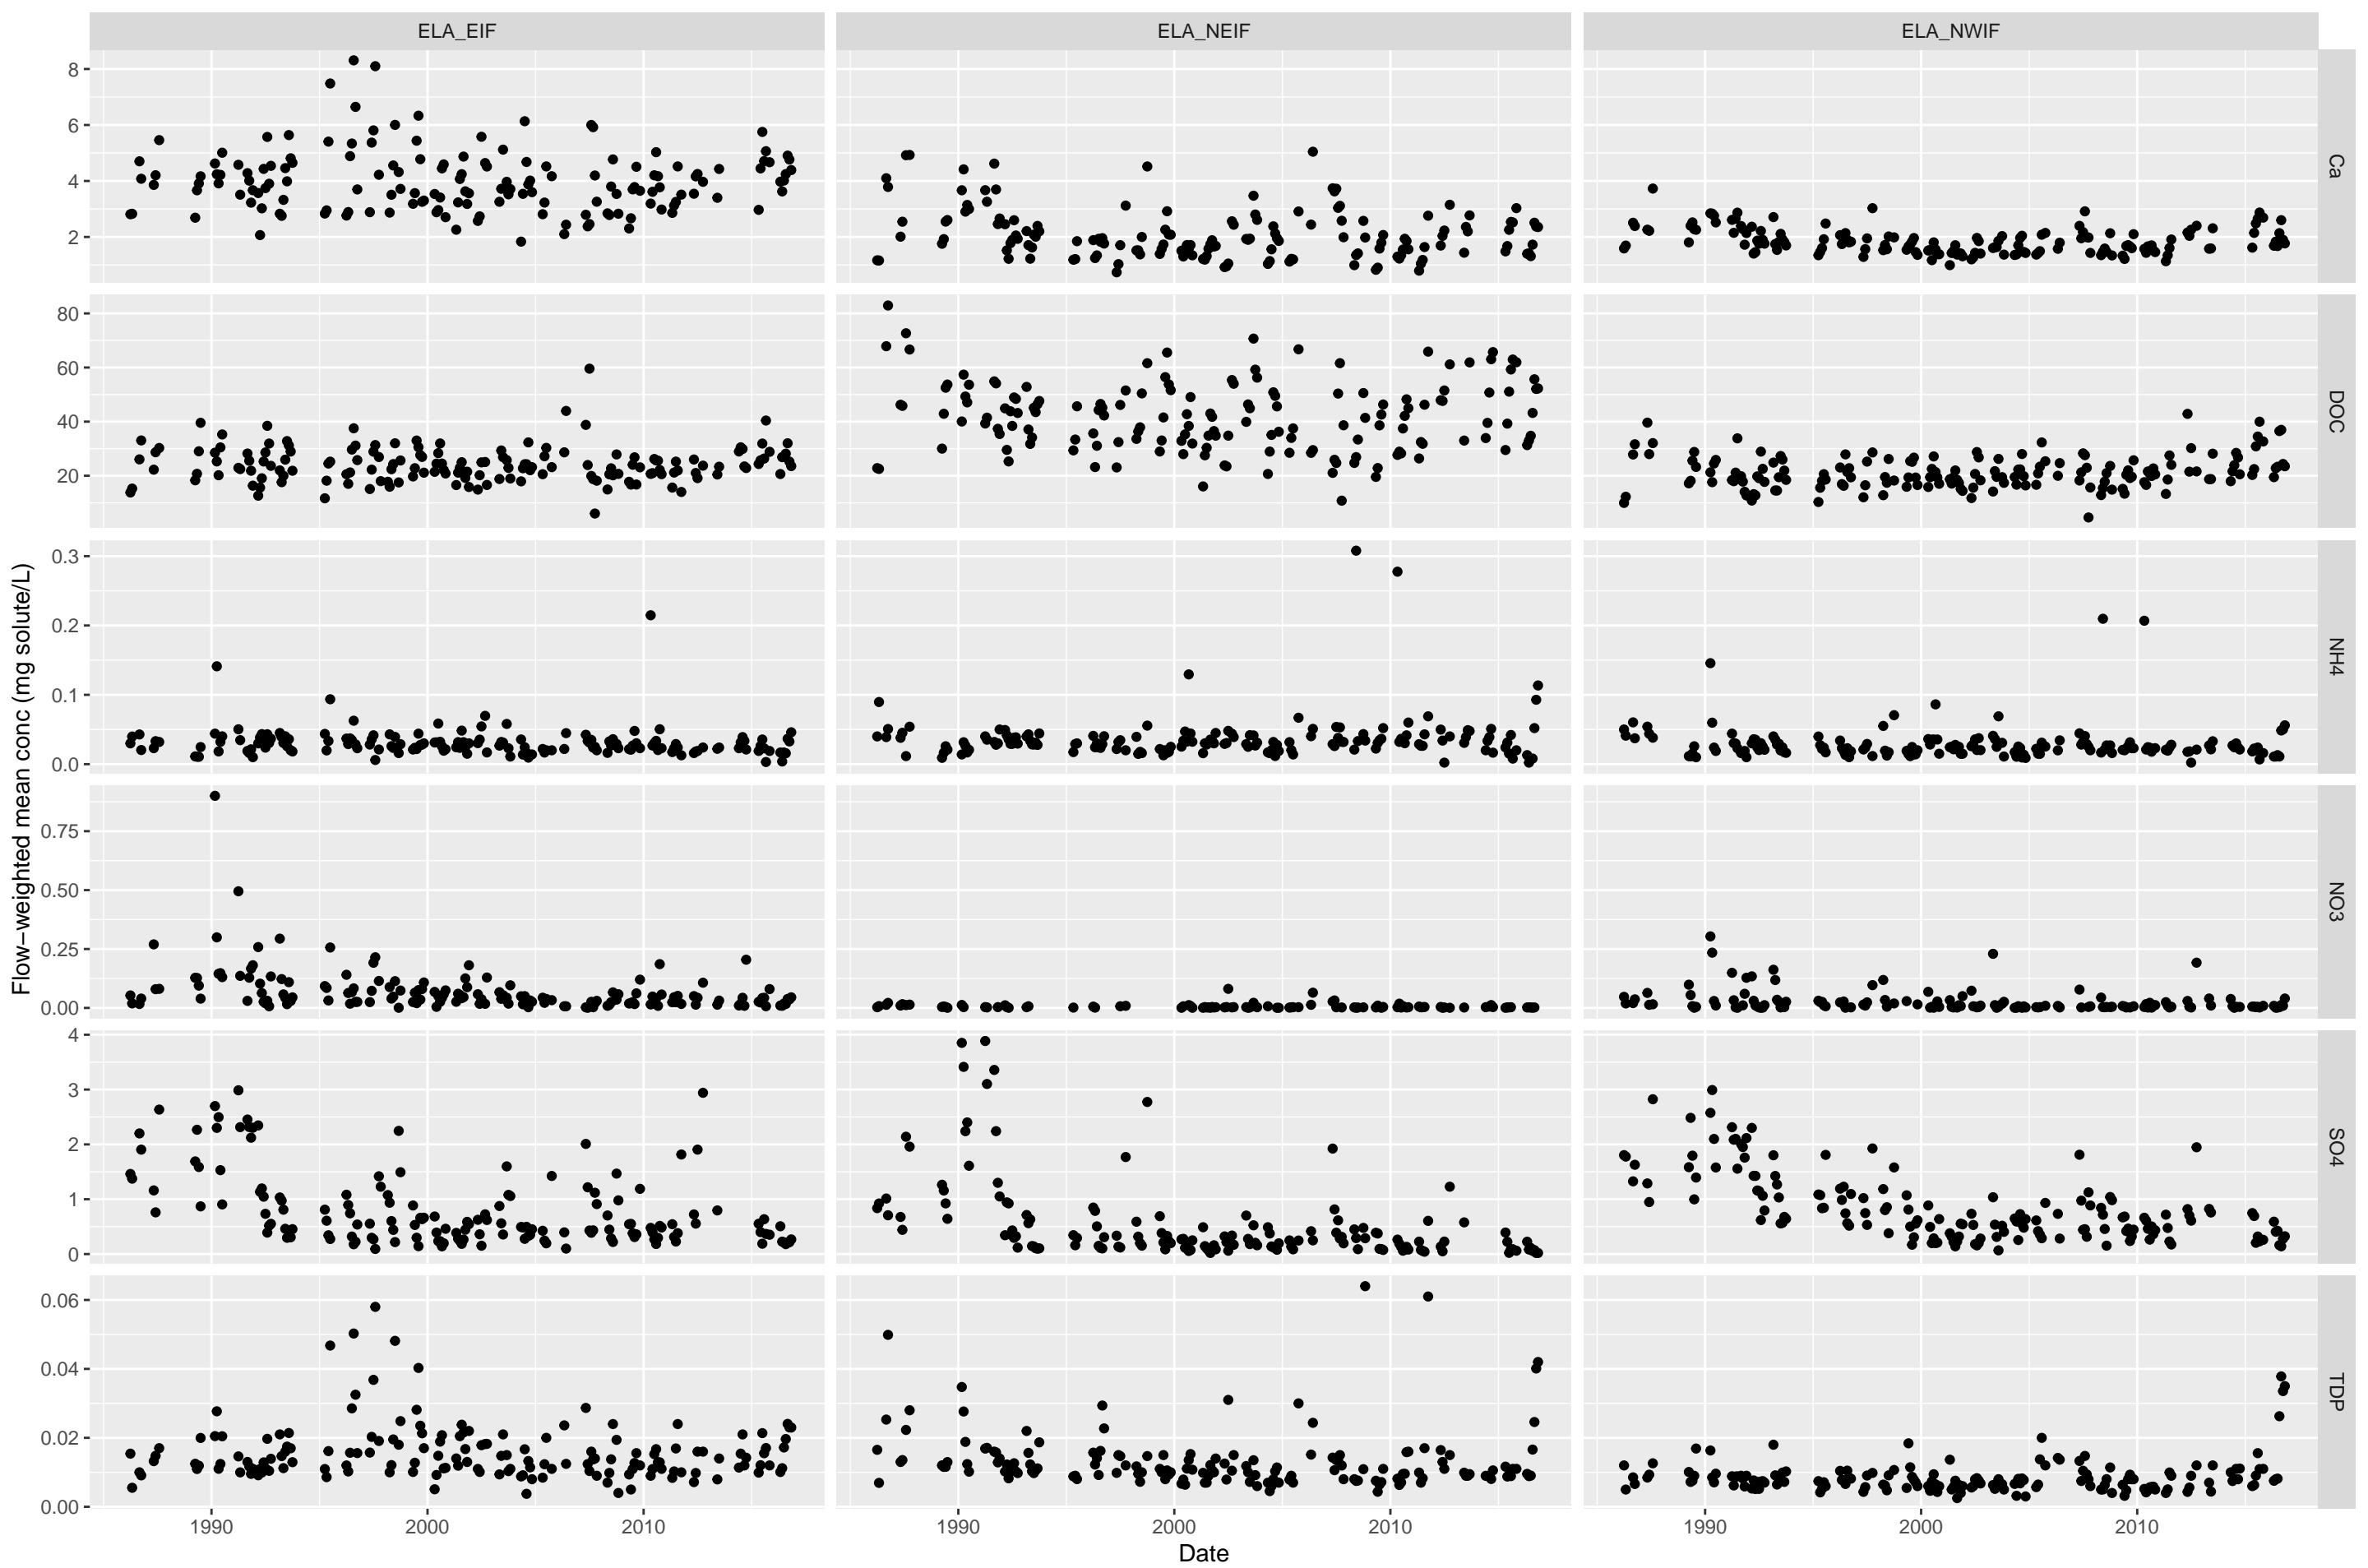 ELA_EIF ELA_NEIF ELA_NWIF
8
6
4
2
Ca
80
60
40
20
DOC
0.3
0.2
0.1
0.0
NH4
Flow−weighted mean conc (mg solute/L)
0.75
0.50
0.25
0.00
NO3
4
3
2
1
0
SO4
0.06
0.04
0.02
0.00
TDP
1990 2000 2010 1990 2000 2010 1990 2000 2010
Date